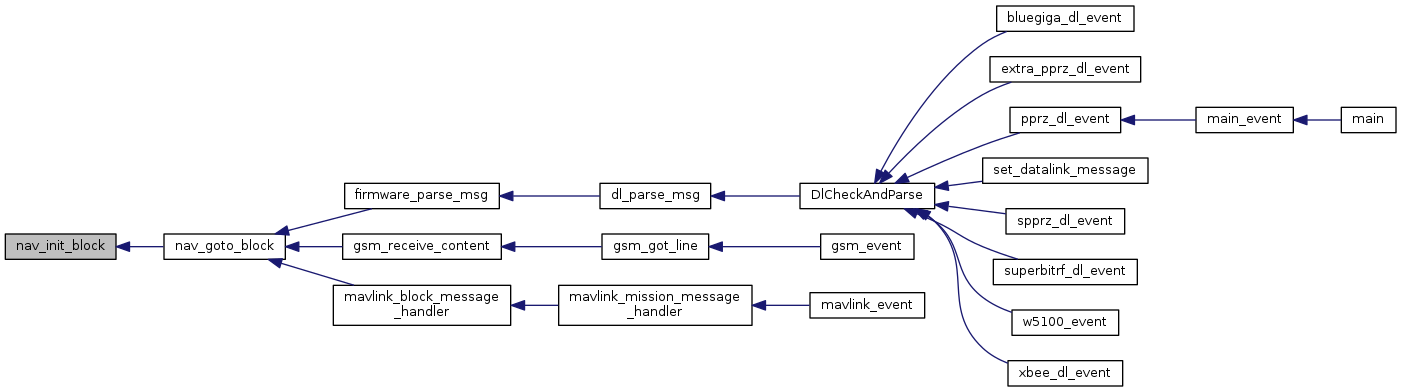 bluegiga_dl_event
extra_pprz_dl_event
pprz_dl_event
main_event
main
set_datalink_message
firmware_parse_msg
dl_parse_msg
DlCheckAndParse
spprz_dl_event
nav_init_block
nav_goto_block
gsm_receive_content
gsm_got_line
gsm_event
superbitrf_dl_event
mavlink_block_message
_handler
mavlink_mission_message
_handler
mavlink_event
w5100_event
xbee_dl_event